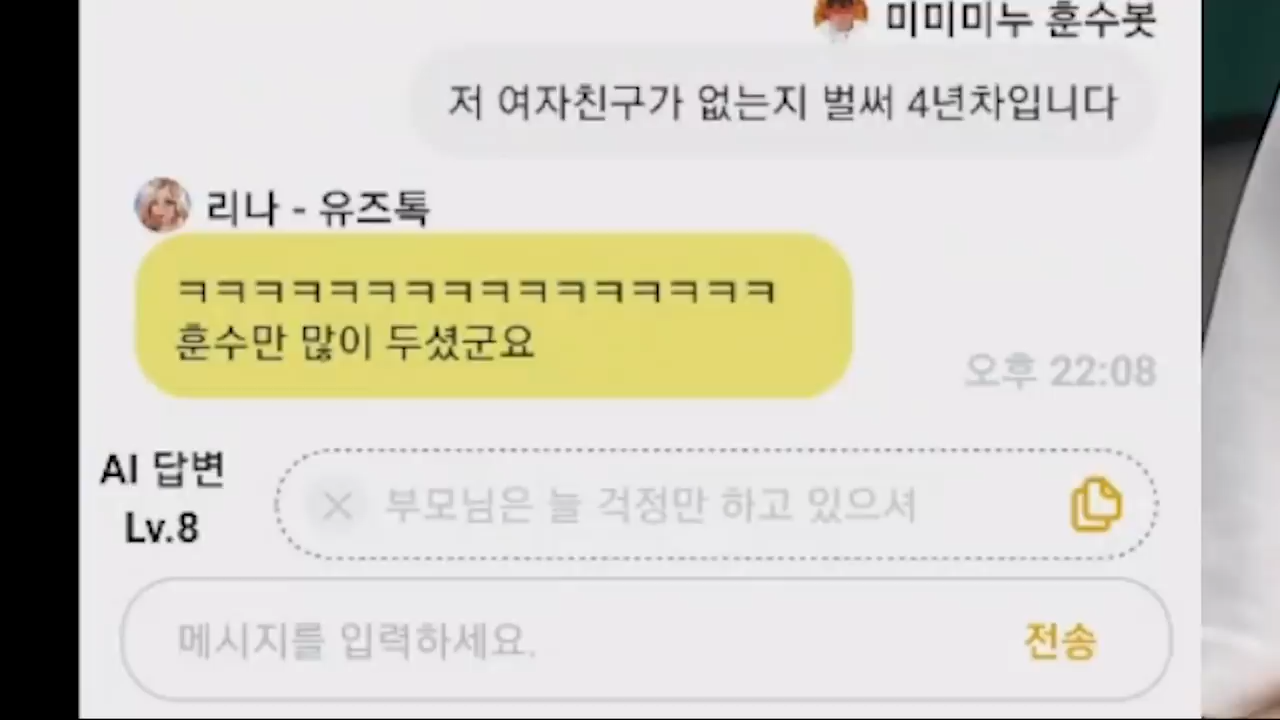 미미미누 훈수봇
저 여자친구가 없는지 벌써 4년차입니다
리나 - 유즈톡
ㅋㅋㅋㅋㅋㅋㅋㅋㅋㅋㅋㅋㅋㅋㅋㅋ
훈수만 많이 두셨군요
오후 22:08
AI 답변
Lv.8
부모님은 늘 걱정만 하고 있으셔
메시지를 입력하세요.
전송